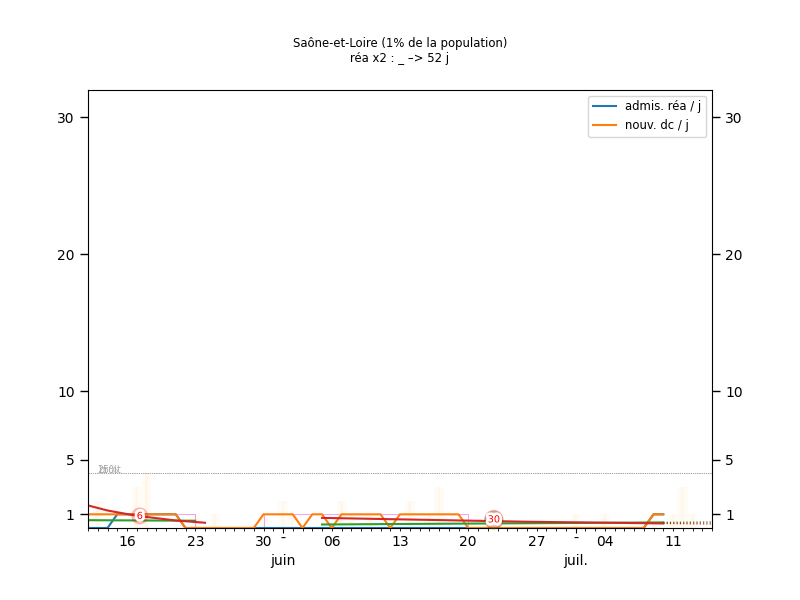 Saône-et-Loire (1% de la population)
réa x2 : _ –> 52 j
admis. réa / j
nouv. dc / j
30 30
20 20
10 10
5 5
1 1
6
30
16 23 30 - 06 13 20 27 - 04 11
juin juil.